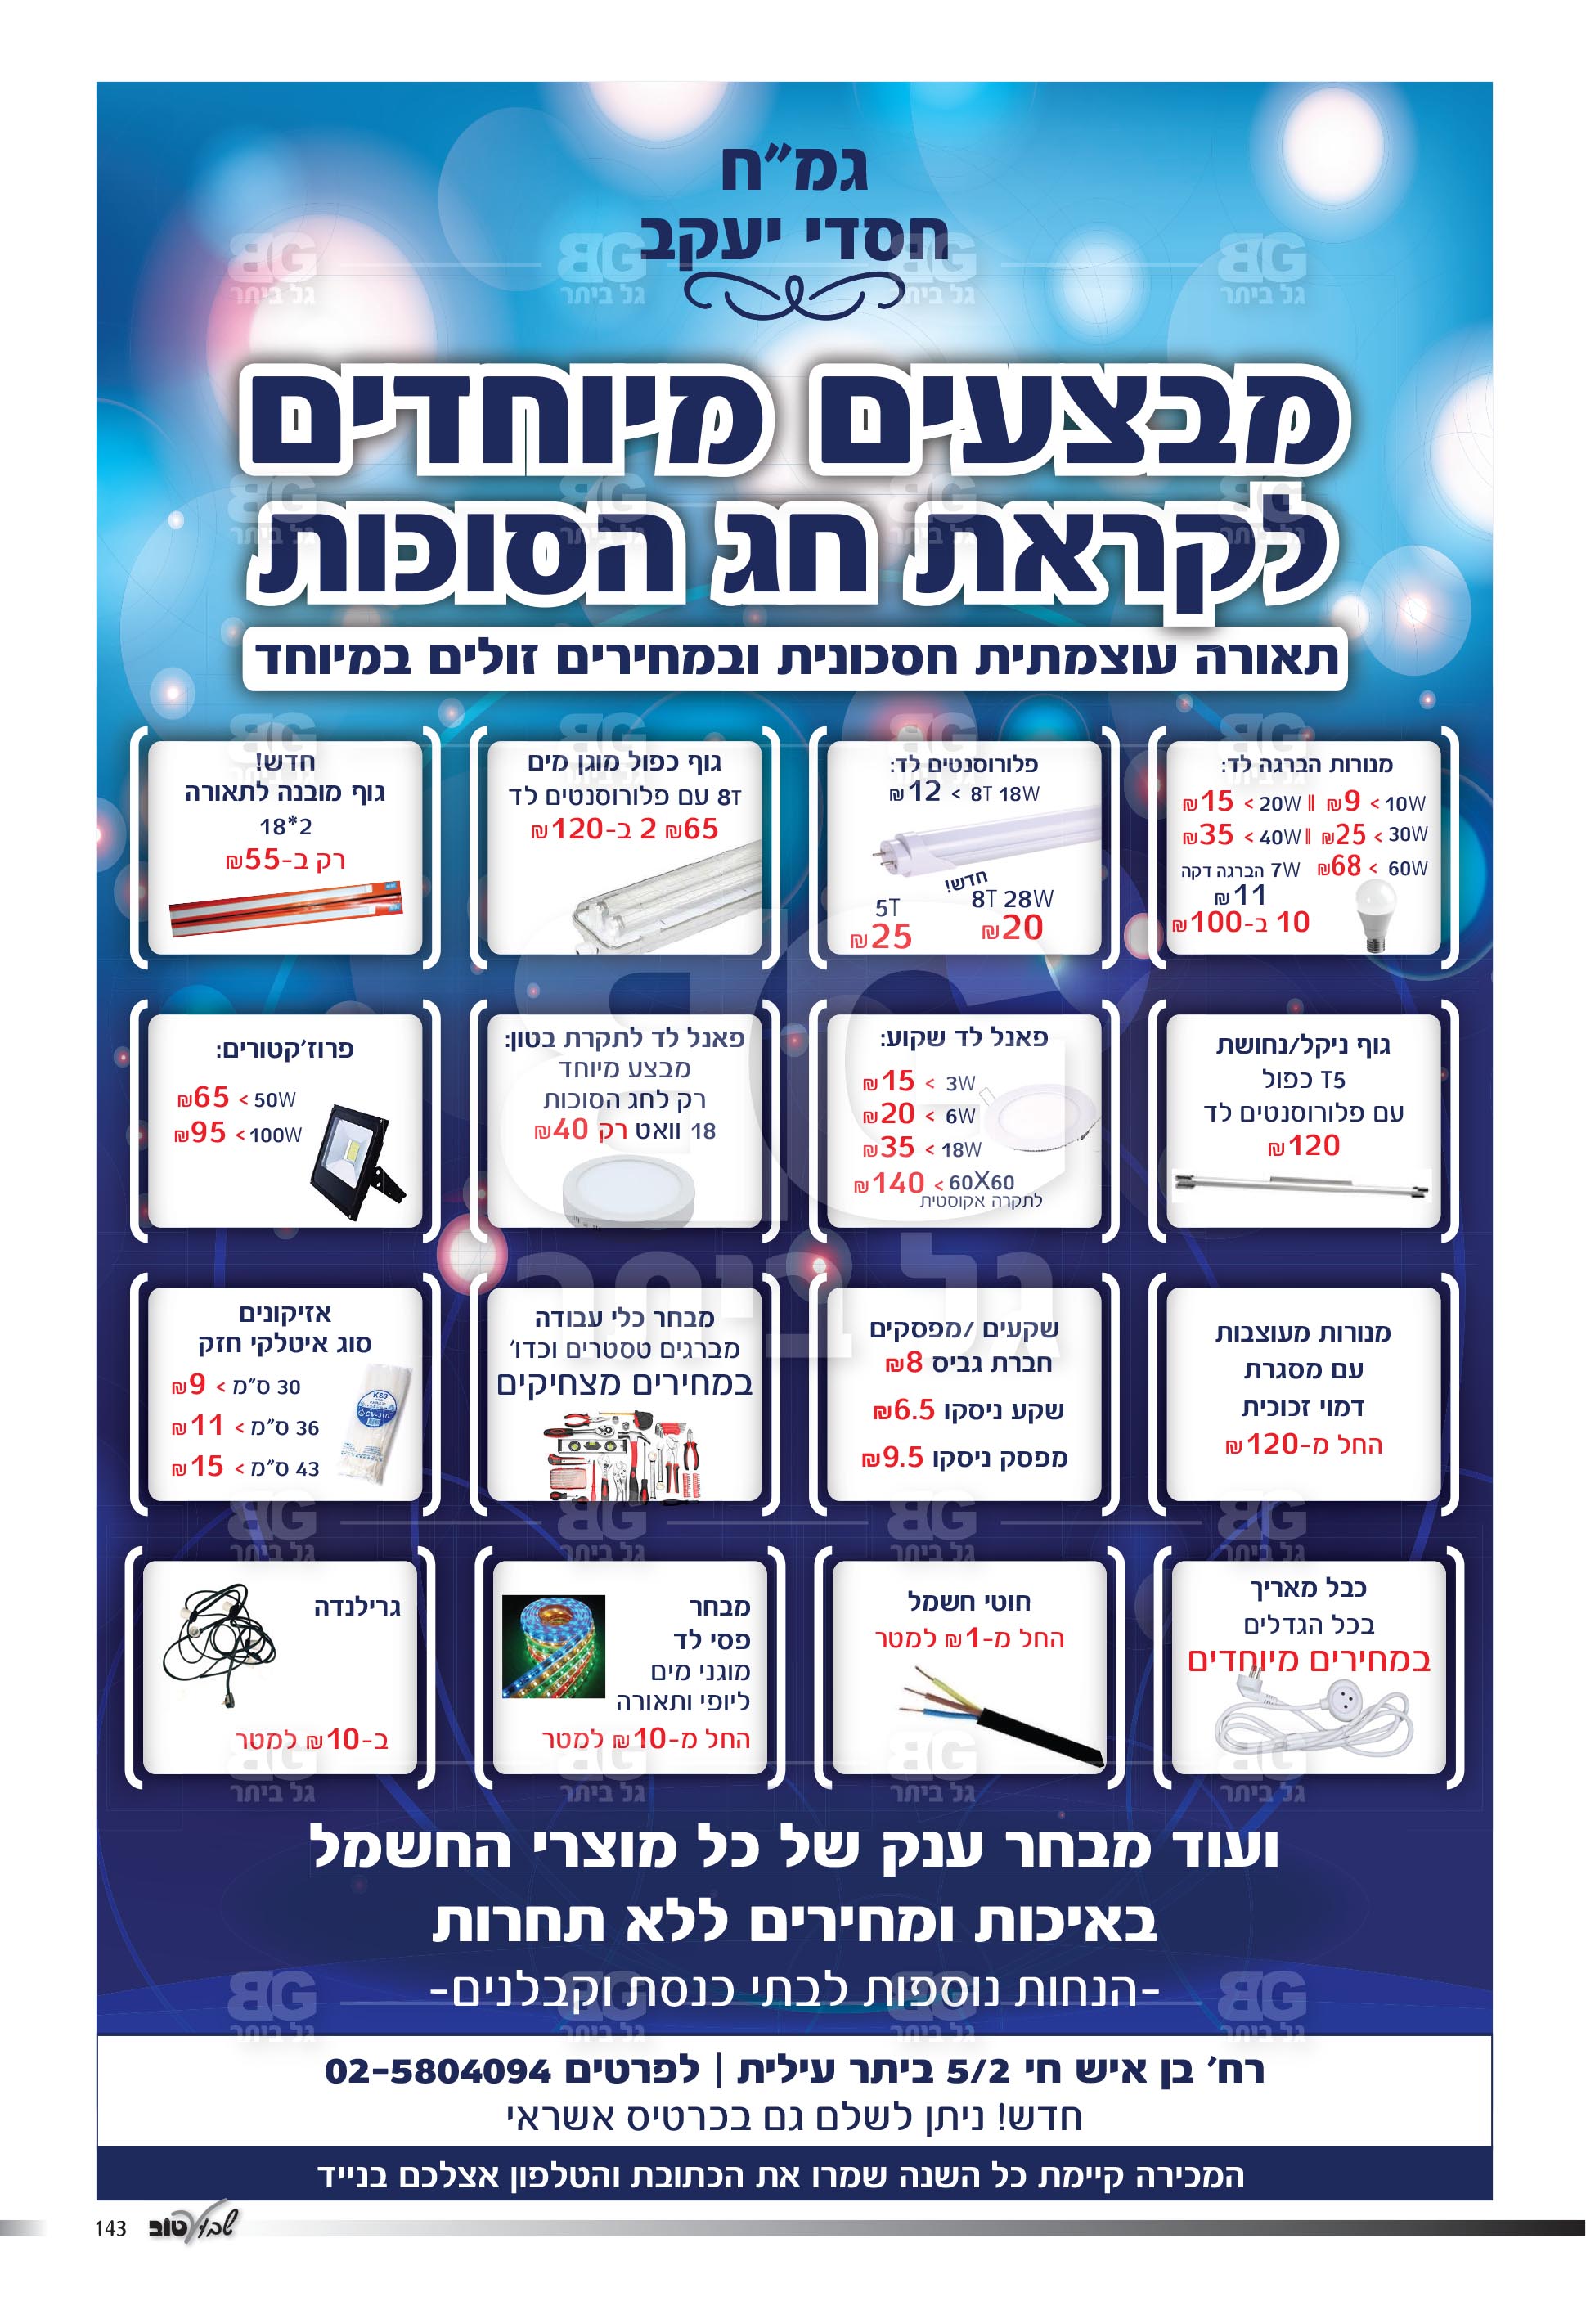 גמ"ח
חסדי יעקב
מבצעים מיוחדים
לקראת חג הסוכות
תאורה עוצמתית חסכונית ובמחירים זולים במיוחד
מנורות הברגה לד:
10W > 9₪ || 20W > 15₪
30W > 25₪ || 40W > 35₪
60W > 68₪
7W הברגה דקה
11₪
10 ב-100₪
פלורוסנטים לד:
8T 18W > 12₪
חדש!
8T 28W
20₪
5T
25₪
גוף כפול מוגן מים
8T עם פלורוסנטים לד
65₪ 2 ב-120₪
חדש!
גוף מובנה לתאורה
18*2
רק ב-55₪
גוף ניקל/נחושת
T5 כפול
עם פלורוסנטים לד
120₪
פאנל לד שקוע:
3W > 15₪
6W > 20₪
18W > 35₪
60X60 > 140₪
לתקרה אקוסטית
פאנל לד לתקרת בטון:
מבצע מיוחד
רק לחג הסוכות
18 וואט רק 40₪
פרוז'קטורים:
50W > 65₪
100W > 95₪
מנורות מעוצבות
עם מסגרת
דמוי זכוכית
החל מ-120₪
שקעים /מפסקים
חברת גביס 8₪
שקע ניסקו 6.5₪
מפסק ניסקו 9.5₪
מבחר כלי עבודה
מברגים טסטרים וכדו'
במחירים מצחיקים
אזיקונים
סוג איטלקי חזק
30 ס"מ > 9₪
36 ס"מ > 11₪
43 ס"מ > 15₪
KSS
CV-310
כבל מאריך
בכל הגדלים
במחירים מיוחדים
חוטי חשמל
החל מ-1₪ למטר
מבחר
פסי לד
מוגני מים
ליופי ותאורה
החל מ-10₪ למטר
גרילנדה
ב-10₪ למטר
ועוד מבחר ענק של כל מוצרי החשמל
באיכות ומחירים ללא תחרות
-הנחות נוספות לבתי כנסת וקבלנים-
רח' בן איש חי 5/2 ביתר עילית | לפרטים 02-5804094
חדש! ניתן לשלם גם בכרטיס אשראי
המכירה קיימת כל השנה שמרו את הכתובת והטלפון אצלכם בנייד
שבוע טוב 143
BG
גל ביתר